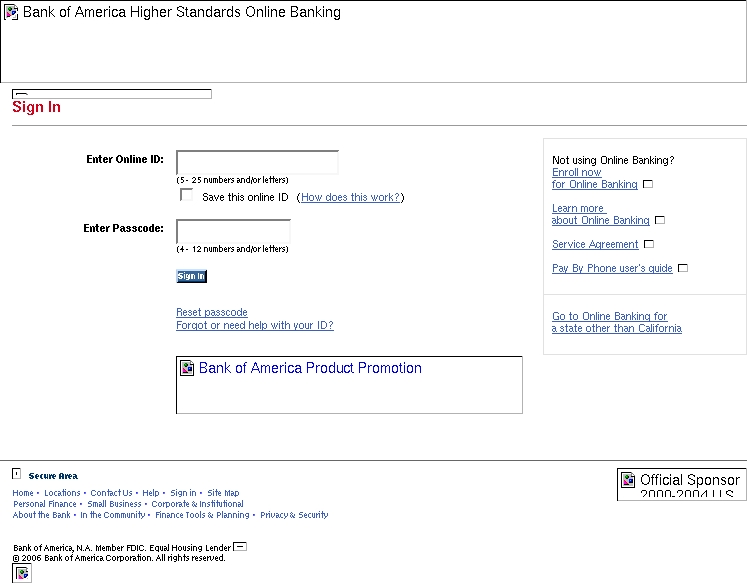 Bank of America Higher Standards Online Banking
Sign In
Enter Online ID:
(5 - 25 numbers and/or letters)
Save this online ID (How does this work?)
Enter Passcode:
(4 - 12 numbers and/or letters)
Sign In
Reset passcode
Forgot or need help with your ID?
Bank of America Product Promotion
Not using Online Banking?
Enroll now
for Online Banking
Learn more
about Online Banking
Service Agreement
Pay By Phone user's guide
Go to Online Banking for
a state other than California
Secure Area
Official Sponsor
2000-2004 U.S.
Home • Locations • Contact Us • Help • Sign in • Site Map
Personal Finance • Small Business • Corporate & Institutional
About the Bank • In the Community • Finance Tools & Planning • Privacy & Security
Bank of America, N.A. Member FDIC. Equal Housing Lender
© 2006 Bank of America Corporation. All rights reserved.